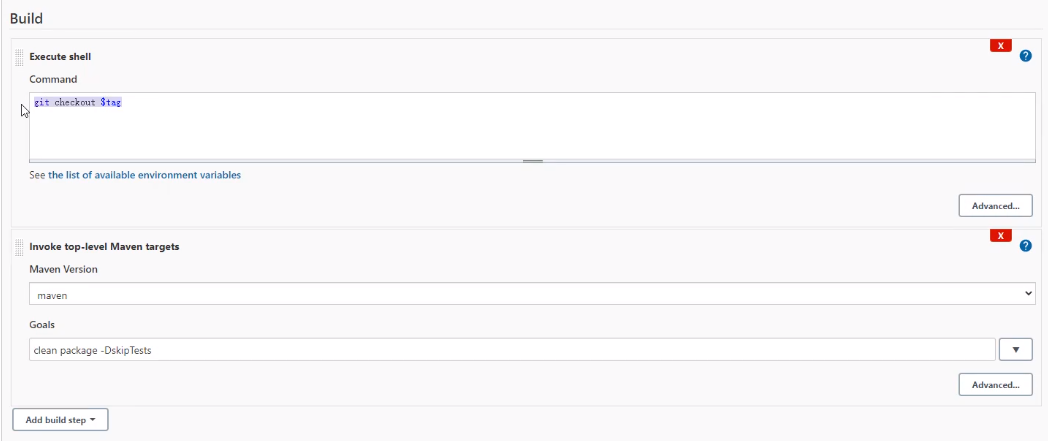 Build
X
Execute shell
?
Command
git checkout $tag
See the list of available environment variables
Advanced...
X
Invoke top-level Maven targets
?
Maven Version
maven
Goals
clean package -DskipTests
Advanced...
Add build step